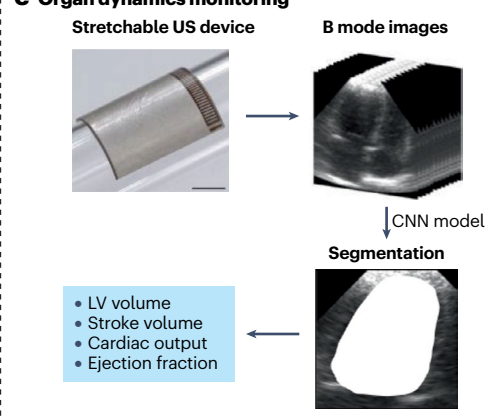 C Organ dynamics monitoring
Stretchable US device
B mode images
CNN model
Segmentation
• LV volume
• Stroke volume
• Cardiac output
• Ejection fraction